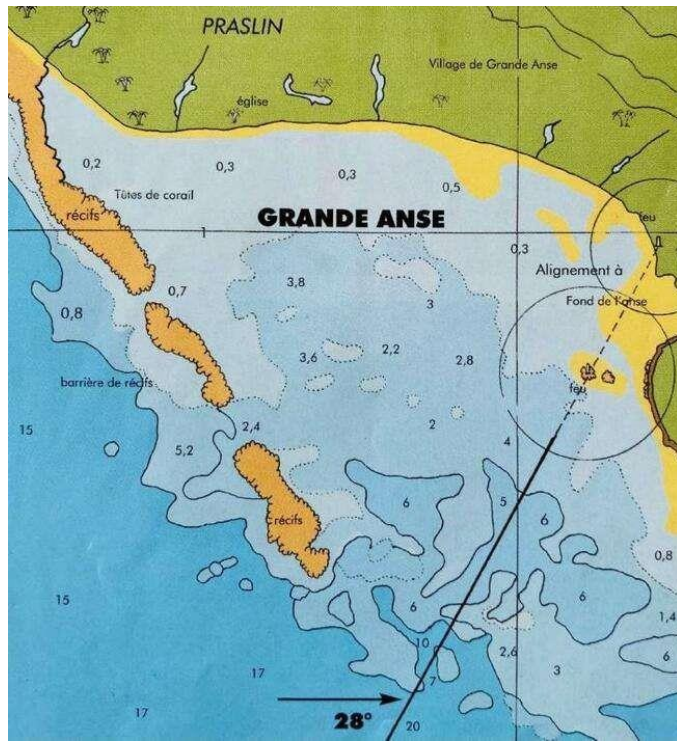 PRASLIN
Village de Grande Anse
église
0,2
0,3
0,3
0,5
Têtes de corail
récifs
GRANDE ANSE
feu
1
0,3
Alignement à
3,8
0,7
3
Fond de l'anse
0,8
3,6
2,2
2,8
barrière de récifs
feu
2,4
2
15
5,2
4
6
5
6
récifs
0,8
15
6
6
1,4
10
2,6
6
17
7
3
17
28°
20